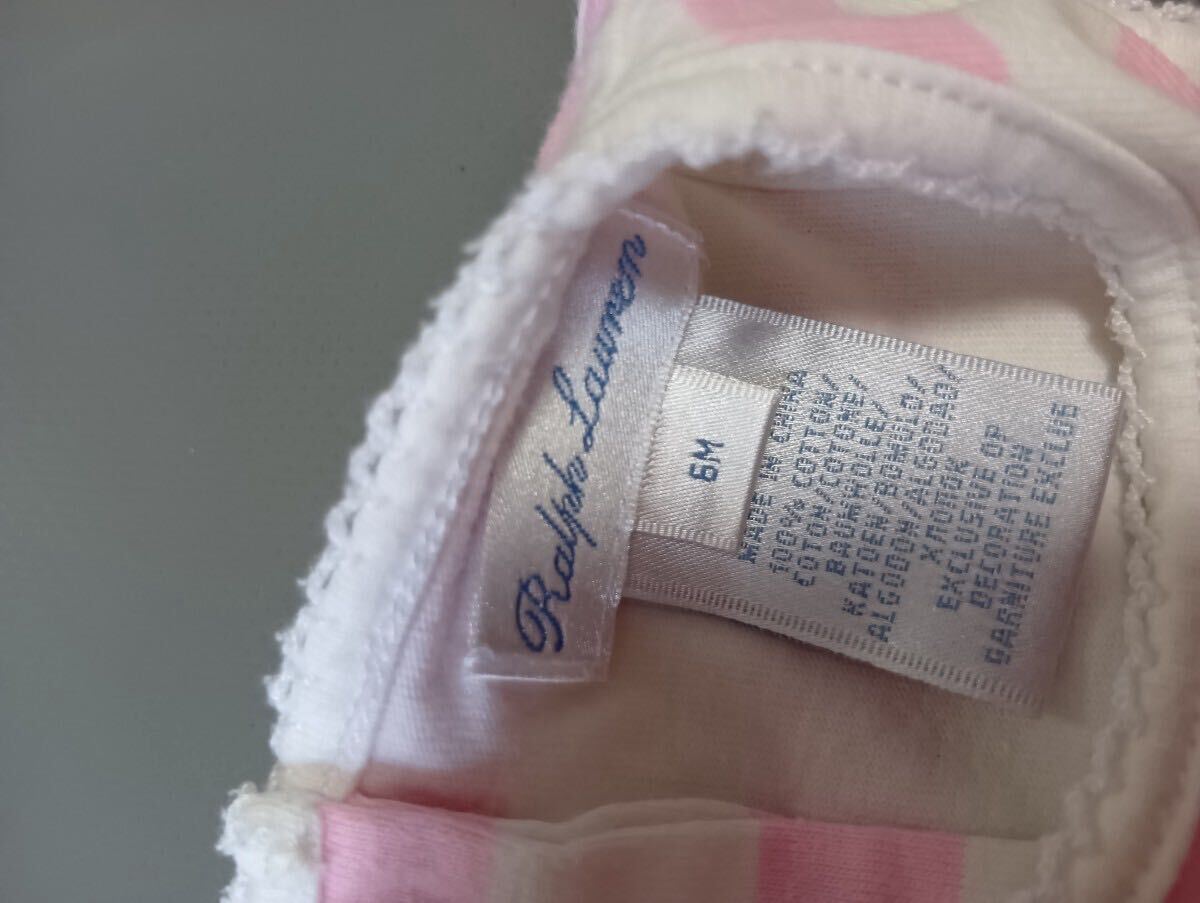 Ralph Lauren
6M
MADE IN CHINA
100% COTTON/
COTON/COTONE/
BAUMWOLLE/
KATOEN/BOMULD/
ALGODON/ALGODAO/
ΧΛΟΠΟΚ
EXCLUSIVE OF
DECORATION
GARNITURE EXCLUE